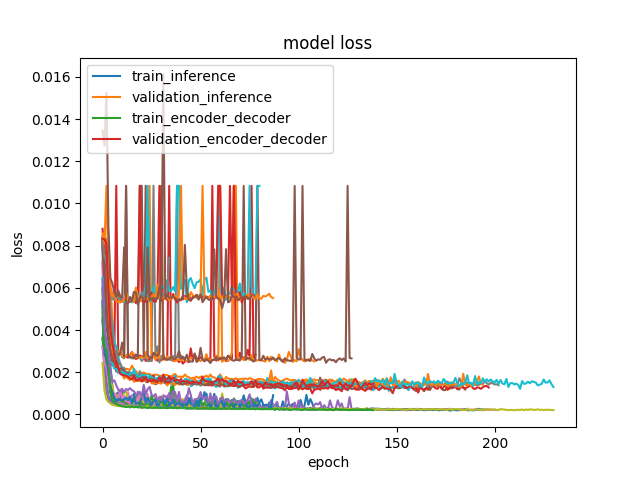 model loss
train_inference
validation_inference
train_encoder_decoder
validation_encoder_decoder
0.016
0.014
0.012
0.010
0.008
0.006
0.004
0.002
0.000
loss
0 50 100 150 200
epoch